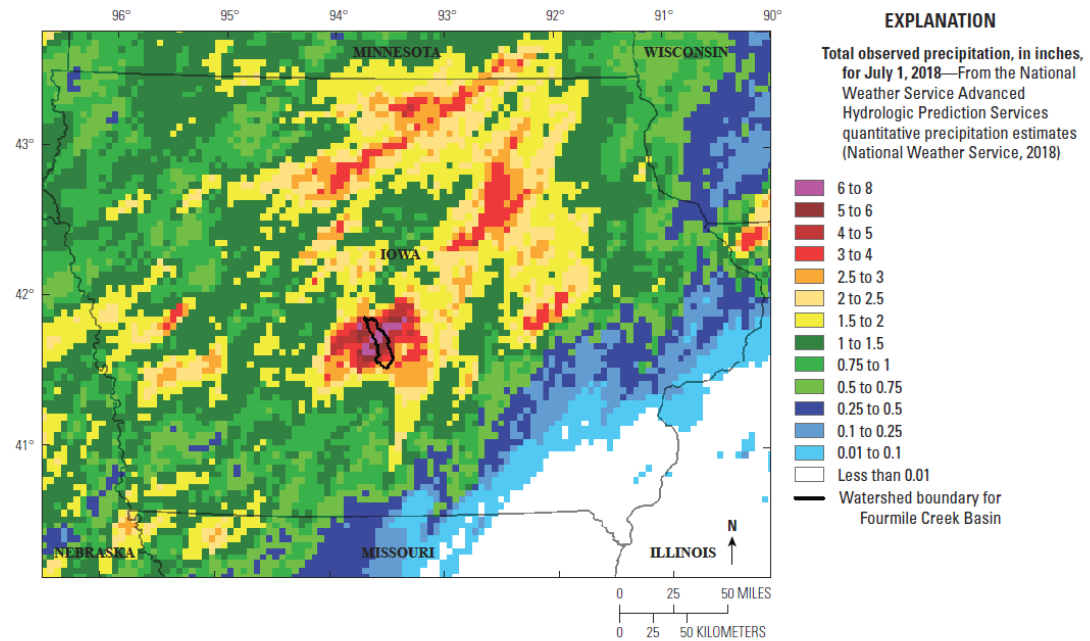 96° 95° 94° 93° 92° 91° 90°
MINNESOTA
WISCONSIN
43°
IOWA
42°
41°
NEBRASKA
MISSOURI
ILLINOIS
N
0 25 50 MILES
0 25 50 KILOMETERS
EXPLANATION
Total observed precipitation, in inches,
for July 1, 2018—From the National
Weather Service Advanced
Hydrologic Prediction Services
quantitative precipitation estimates
(National Weather Service, 2018)
6 to 8
5 to 6
4 to 5
3 to 4
2.5 to 3
2 to 2.5
1.5 to 2
1 to 1.5
0.75 to 1
0.5 to 0.75
0.25 to 0.5
0.1 to 0.25
0.01 to 0.1
Less than 0.01
Watershed boundary for
Fourmile Creek Basin